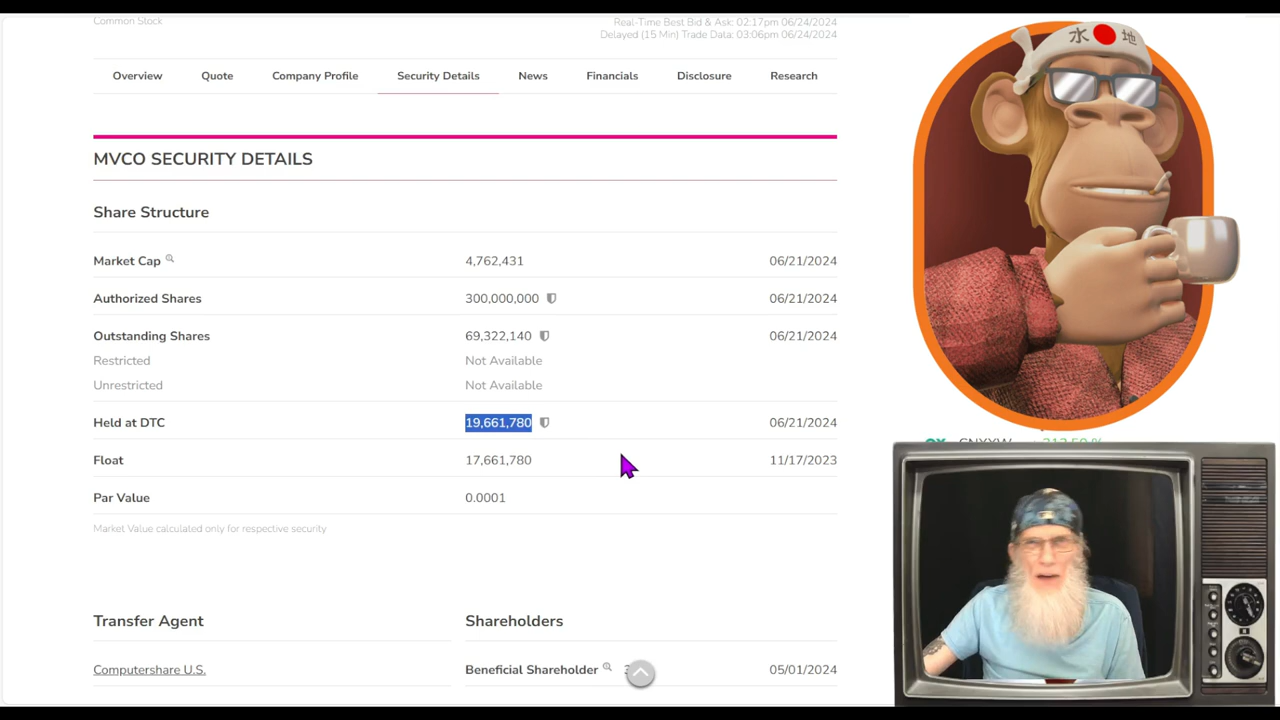 Common Stock
Real-Time Best Bid & Ask: 02:17pm 06/24/2024
Delayed (15 Min) Trade Data: 03:06pm 06/24/2024
Overview Quote Company Profile Security Details News Financials Disclosure Research
水 地
MVCO SECURITY DETAILS
Share Structure
Market Cap 4,762,431 06/21/2024
Authorized Shares 300,000,000 06/21/2024
Outstanding Shares 69,322,140 06/21/2024
Restricted Not Available
Unrestricted Not Available
Held at DTC 19,661,780 06/21/2024
Float 17,661,780 11/17/2023
Par Value 0.0001
Market Value calculated only for respective security
Transfer Agent Shareholders
Computershare U.S. Beneficial Shareholder 05/01/2024